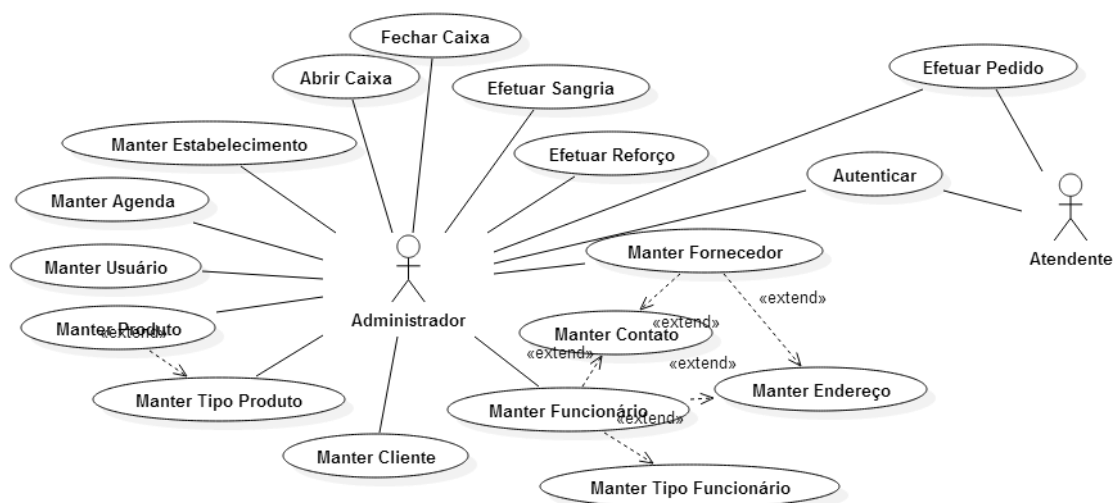 Fechar Caixa
Abrir Caixa
Efetuar Sangria
Efetuar Pedido
Manter Estabelecimento
Efetuar Reforço
Autenticar
Manter Agenda
Manter Usuário
Manter Fornecedor
Atendente
«extend»
Administrador
Manter Produto
«extend»
«extend»
Manter Contato
«extend»
«extend»
Manter Tipo Produto
Manter Funcionário
«extend»
Manter Endereço
Manter Cliente
Manter Tipo Funcionário